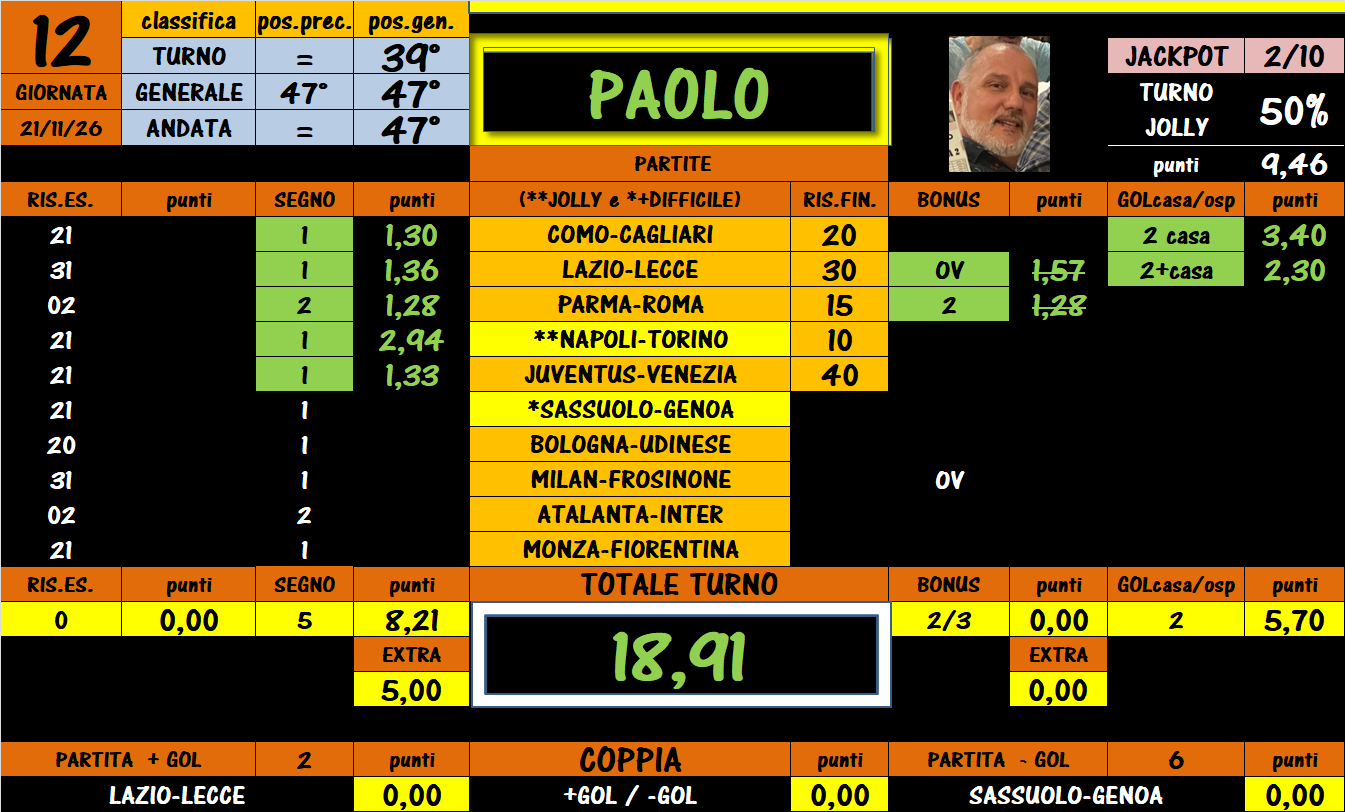 12 classifica pos.prec. pos.gen.
TURNO = 39°
GIORNATA GENERALE 47° 47°
21/11/26 ANDATA = 47°
PAOLO
JACKPOT 2/10
TURNO JOLLY 50%
punti 9,46
PARTITE
RIS.ES. punti SEGNO punti (**JOLLY e *+DIFFICILE) RIS.FIN. BONUS punti GOLcasa/osp punti
21 1 1,30 COMO-CAGLIARI 20 2 casa 3,40
31 1 1,36 LAZIO-LECCE 30 OV 1,57 2+casa 2,30
02 2 1,28 PARMA-ROMA 15 2 1,28
21 1 2,94 **NAPOLI-TORINO 10
21 1 1,33 JUVENTUS-VENEZIA 40
21 1 *SASSUOLO-GENOA
20 1 BOLOGNA-UDINESE
31 1 MILAN-FROSINONE OV
02 2 ATALANTA-INTER
21 1 MONZA-FIORENTINA
RIS.ES. punti SEGNO punti TOTALE TURNO BONUS punti GOLcasa/osp punti
0 0,00 5 8,21 18,91 2/3 0,00 2 5,70
EXTRA EXTRA
5,00 0,00
PARTITA + GOL 2 punti COPPIA punti PARTITA - GOL 6 punti
LAZIO-LECCE 0,00 +GOL / -GOL 0,00 SASSUOLO-GENOA 0,00